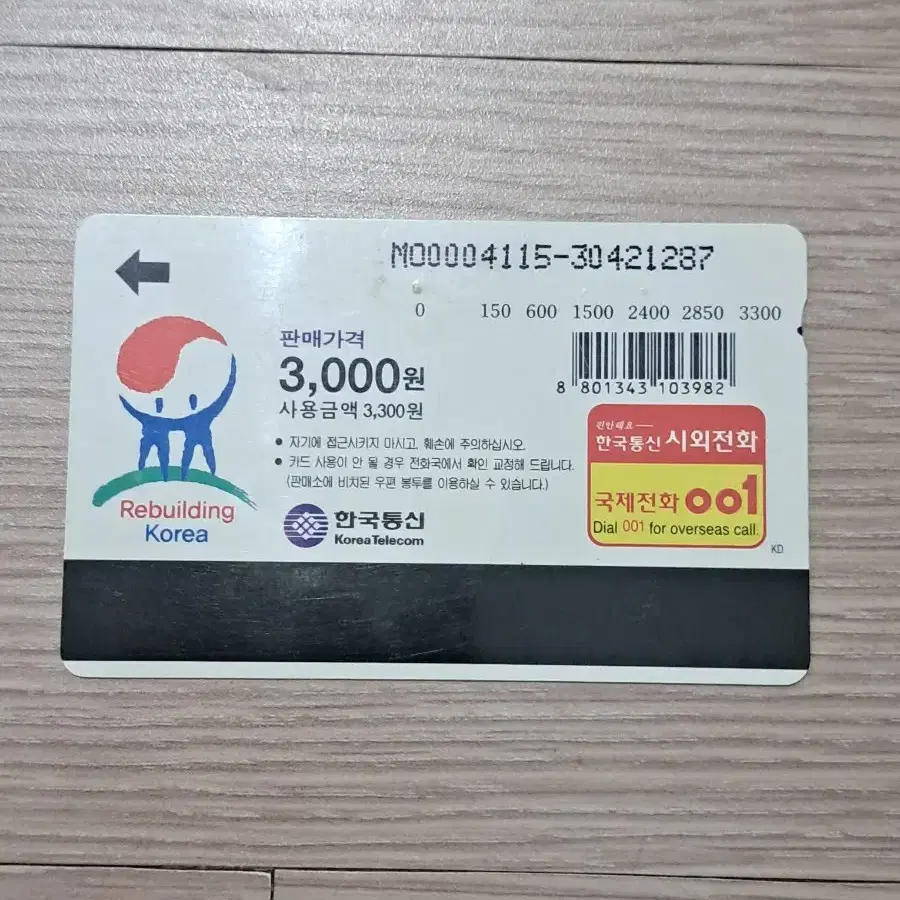 M00004115-30421287
0 150 600 1500 2400 2850 3300
판매가격
3,000원
사용금액 3,300원
● 자기에 접근시키지 마시고, 훼손에 주의하십시오.
● 카드 사용이 안 될 경우 전화국에서 확인 교정해 드립니다.
(판매소에 비치된 우편 봉투를 이용하실 수 있습니다.)
Rebuilding
Korea
한국통신
Korea Telecom
8 801343 103982
한국통신 시외전화
국제전화 001
Dial 001 for overseas call.
KD